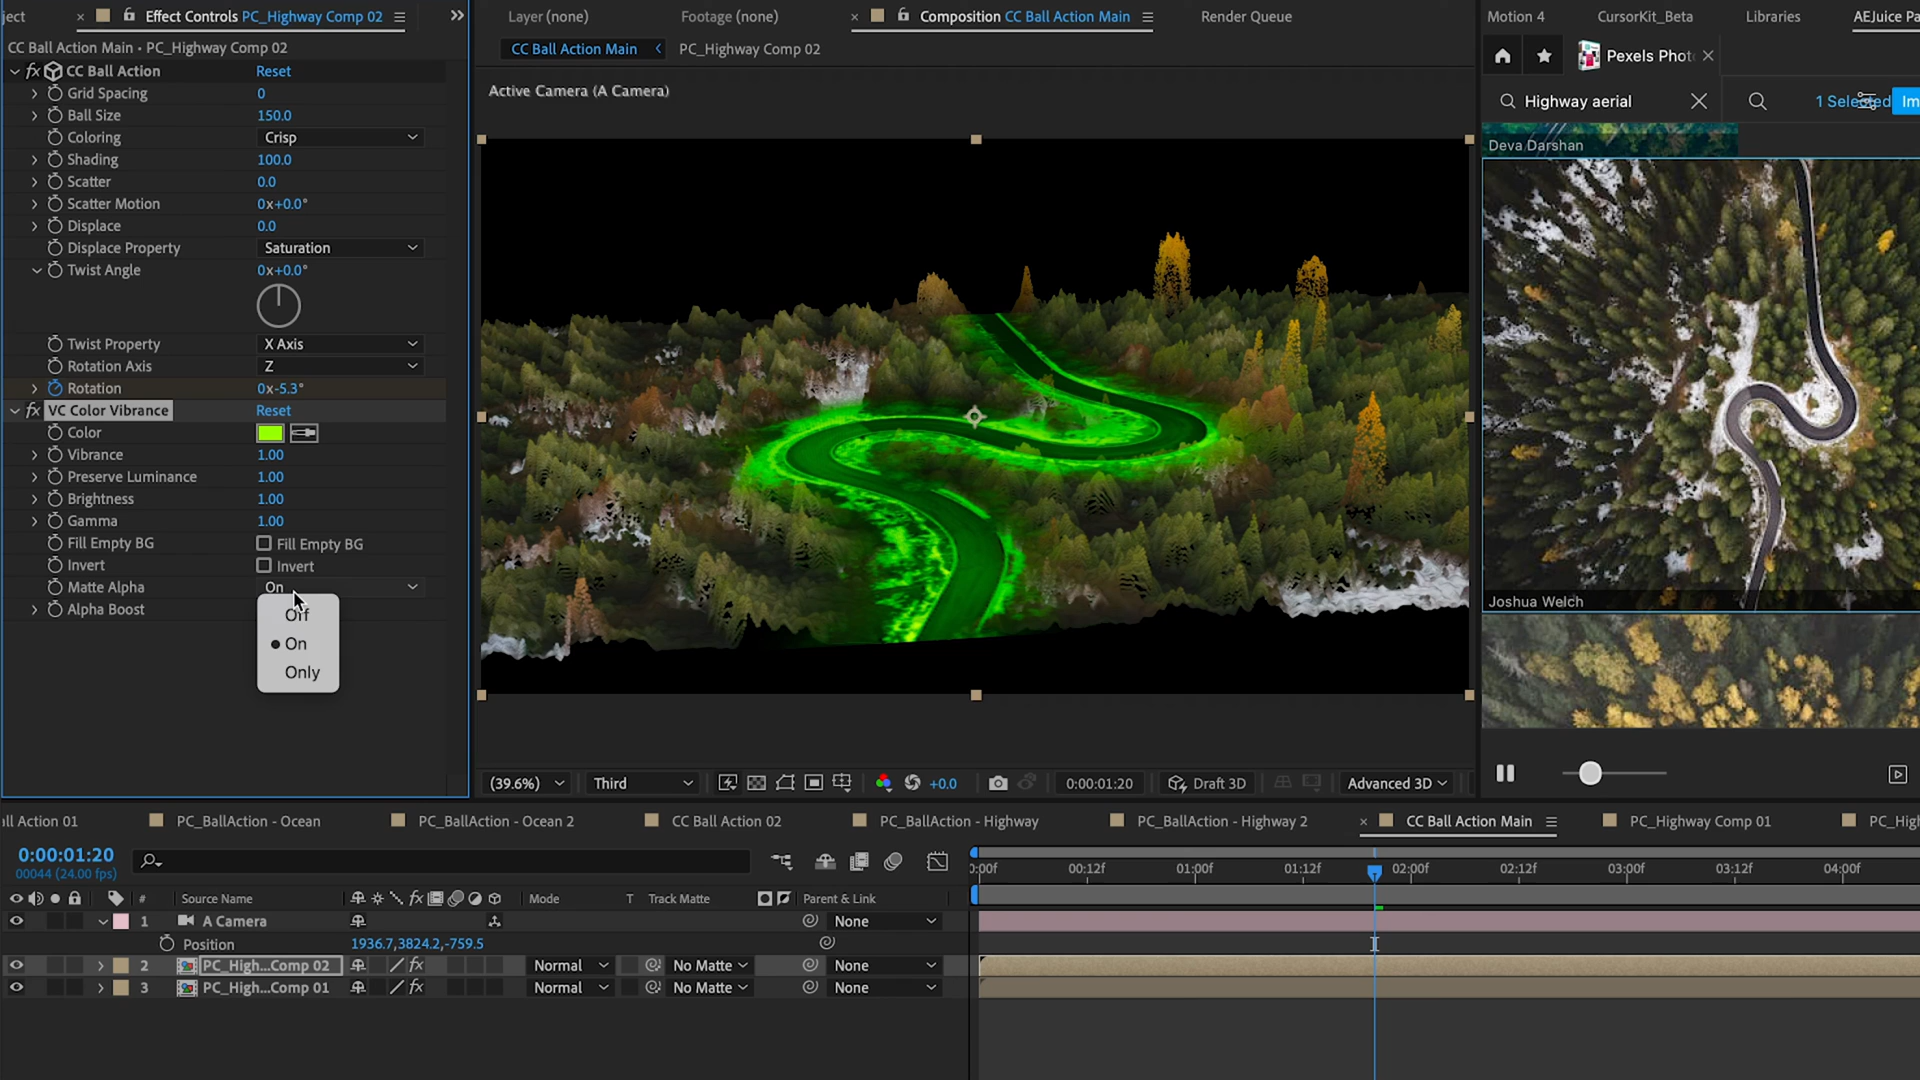 ject × Effect Controls PC_Highway Comp 02
CC Ball Action Main • PC_Highway Comp 02
fx CC Ball Action Reset
Grid Spacing 0
Ball Size 150.0
Coloring Crisp
Shading 100.0
Scatter 0.0
Scatter Motion 0x+0.0°
Displace 0.0
Displace Property Saturation
Twist Angle 0x+0.0°
Twist Property X Axis
Rotation Axis Z
Rotation 0x-5.3°
fx VC Color Vibrance Reset
Color
Vibrance 1.00
Preserve Luminance 1.00
Brightness 1.00
Gamma 1.00
Fill Empty BG Fill Empty BG
Invert Invert
Matte Alpha On
Alpha Boost
Off
On
Only
Layer (none) Footage (none) × Composition CC Ball Action Main Render Queue
CC Ball Action Main PC_Highway Comp 02
Active Camera (A Camera)
(39.6%) Third +0.0 0:00:01:20 Draft 3D Advanced 3D
Motion 4 CursorKit_Beta Libraries AEJuice Pa
Pexels Phot ×
Highway aerial 1 Selected Im
Deva Darshan
Joshua Welch
ll Action 01 PC_BallAction - Ocean PC_BallAction - Ocean 2 CC Ball Action 02 PC_BallAction - Highway PC_BallAction - Highway 2 × CC Ball Action Main PC_Highway Comp 01 PC_High
0:00:01:20
00044 (24.00 fps)
0:00f 00:12f 01:00f 01:12f 02:00f 02:12f 03:00f 03:12f 04:00f
# Source Name fx Mode T Track Matte Parent & Link
1 A Camera None
Position 1936.7,3824.2,-759.5
2 PC_High...Comp 02 fx Normal No Matte None
3 PC_High...Comp 01 fx Normal No Matte None